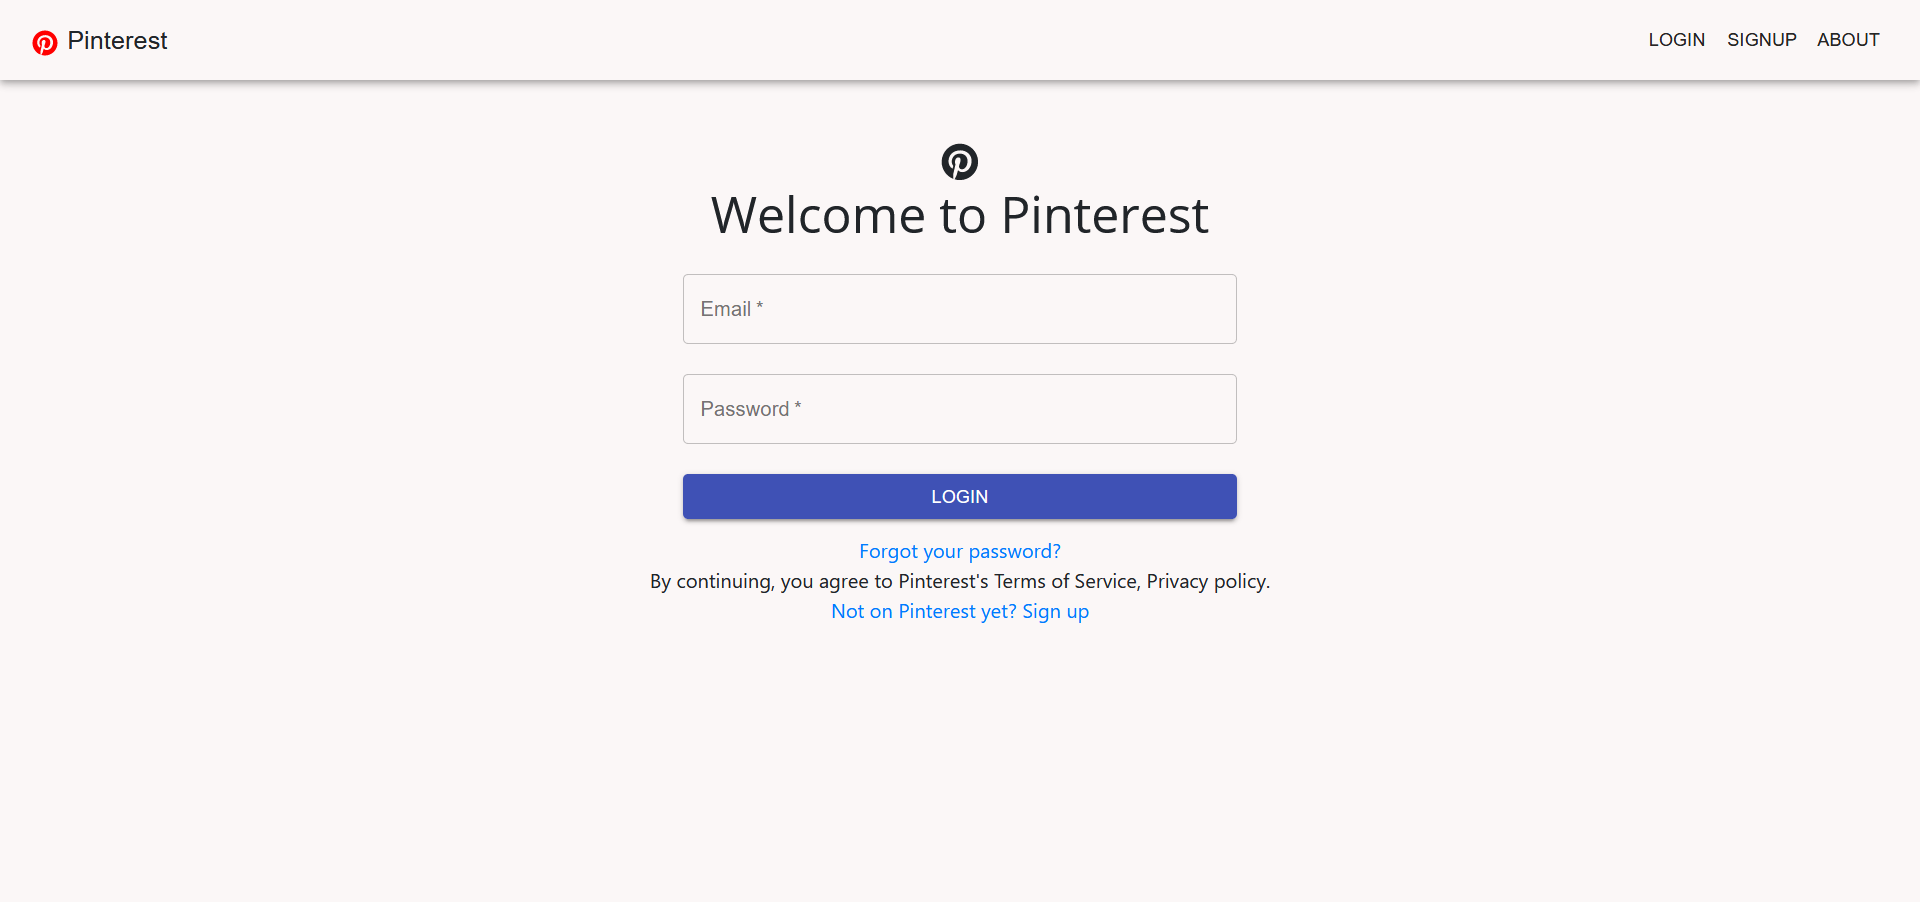 Pinterest
LOGIN SIGNUP ABOUT
Welcome to Pinterest
Email *
Password *
LOGIN
Forgot your password?
By continuing, you agree to Pinterest's Terms of Service, Privacy policy.
Not on Pinterest yet? Sign up